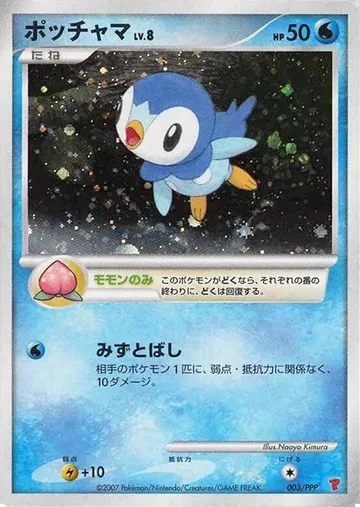 ポッチャマ LV.8 HP 50
たね
モモンのみ このポケモンがどくなら、それぞれの番の
終わりに、どくは回復する。
みずとばし
相手のポケモン1匹に、弱点・抵抗力に関係なく、
10ダメージ。
Illus.Naoyo Kimura
弱点 抵抗力 にげる
+10
©2007 Pokémon/Nintendo/Creatures/GAME FREAK. 003/PPP